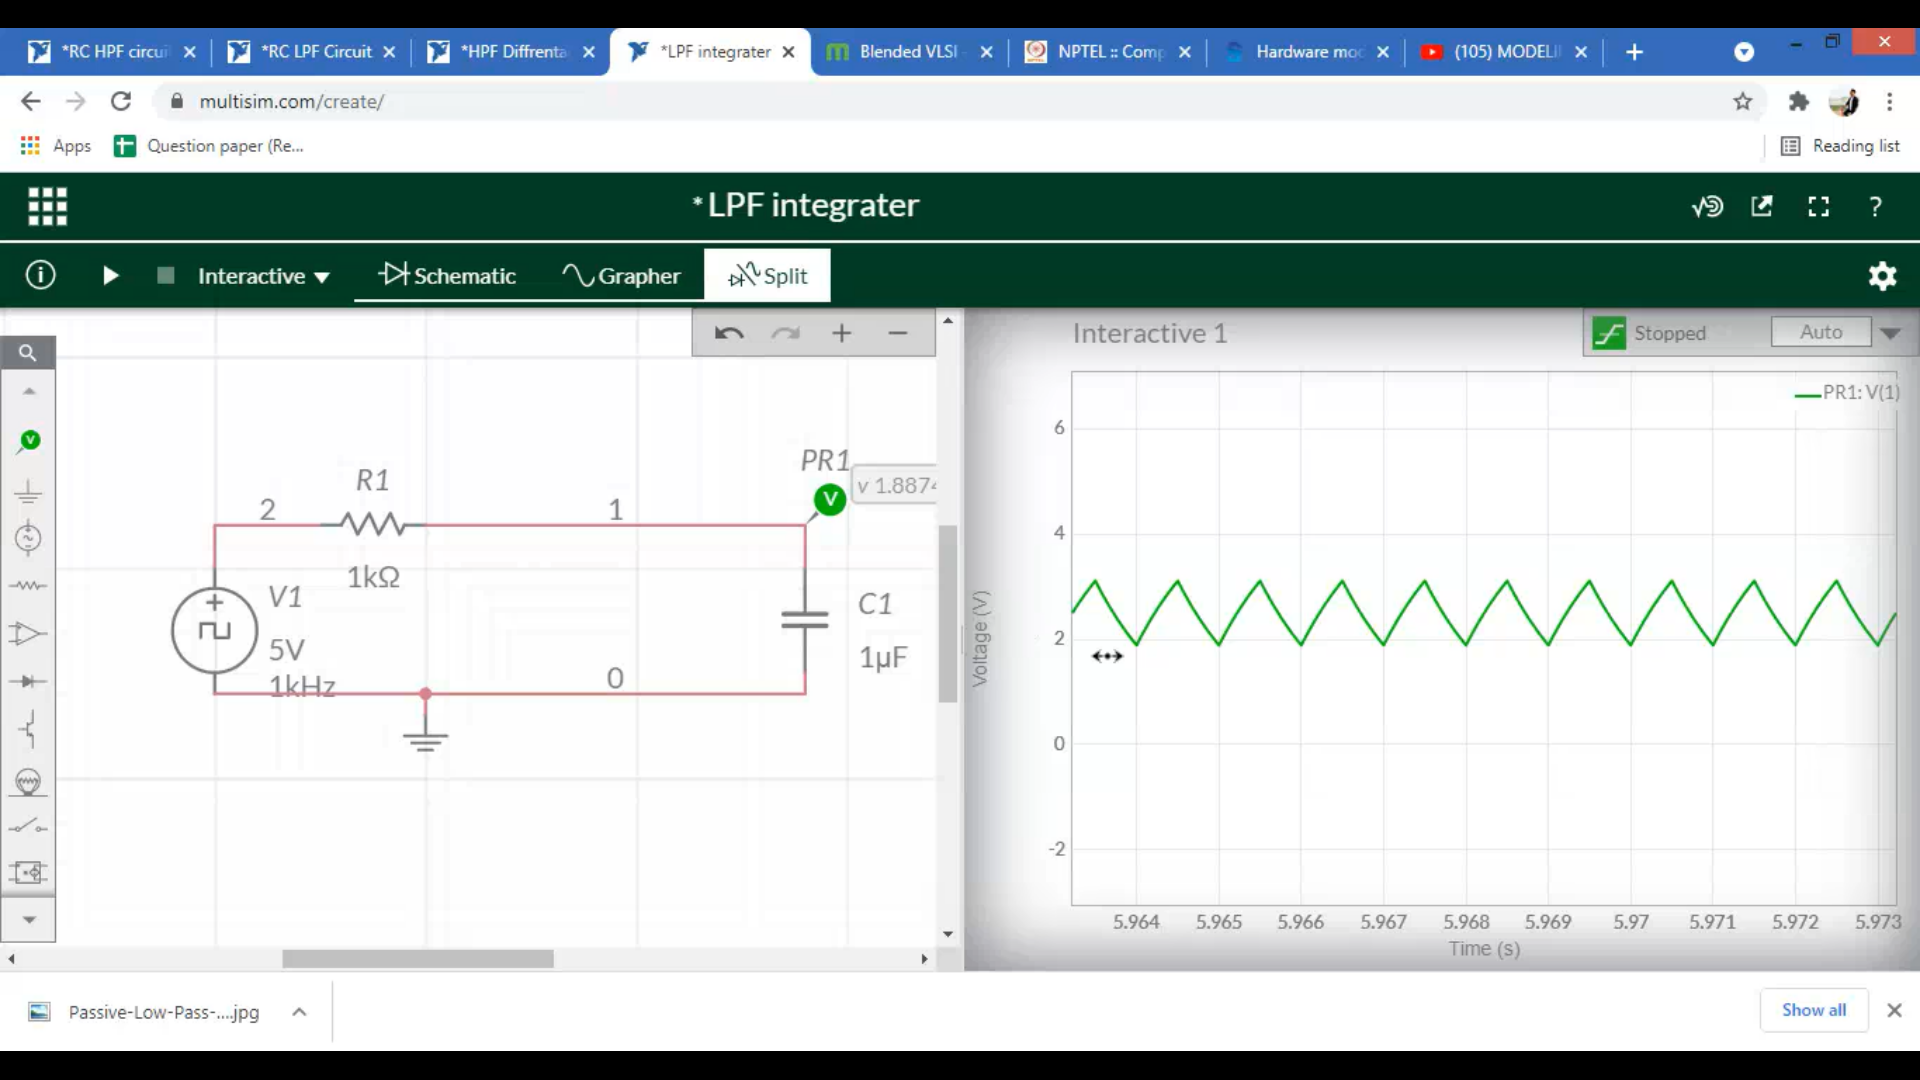 *RC HPF circui
*RC LPF Circuit
*HPF Diffrenta
*LPF integrater
Blended VLSI -
NPTEL :: Comp
Hardware mod
(105) MODELI
multisim.com/create/
Apps
Question paper (Re...
Reading list
*LPF integrater
?
Interactive
Schematic
Grapher
Split
Interactive 1
Stopped
Auto
PR1: V(1)
V
PR1
V
v 1.8874
R1
2
1
1kΩ
V1
5V
1kHz
0
C1
1µF
6
4
2
0
-2
Voltage (V)
5.964 5.965 5.966 5.967 5.968 5.969 5.97 5.971 5.972 5.973
Time (s)
Passive-Low-Pass-....jpg
Show all